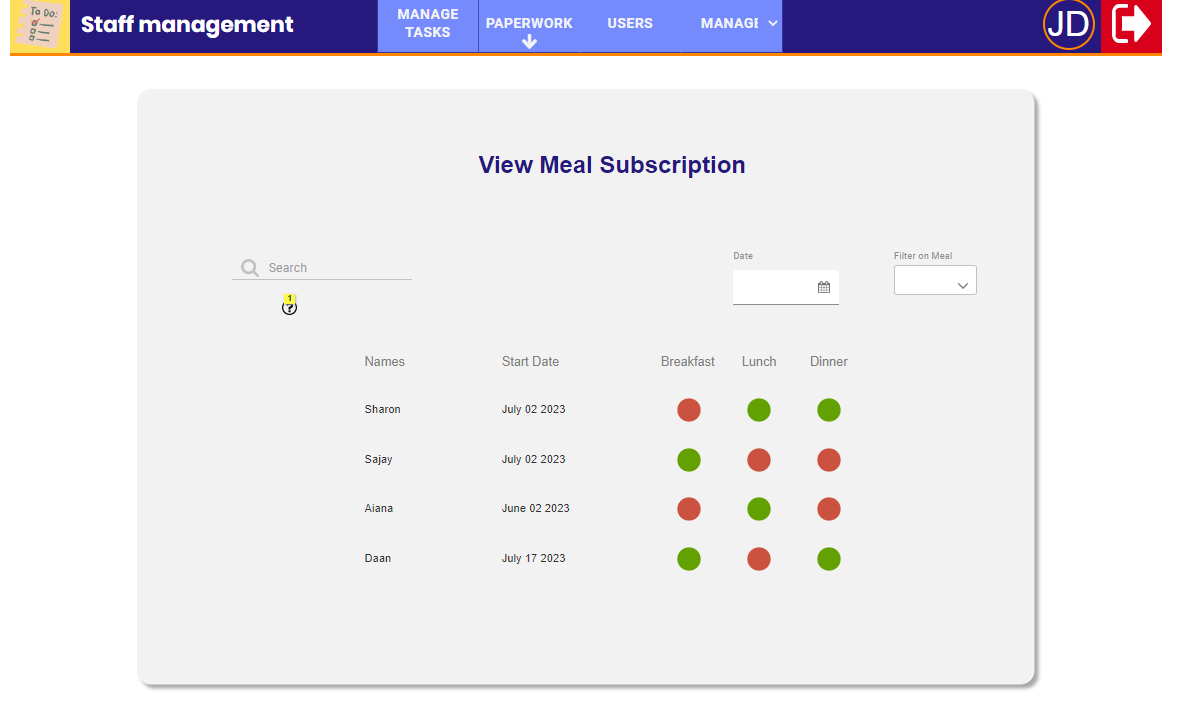 To Do:
Staff management
MANAGE
TASKS
PAPERWORK
USERS
MANAGE
JD
View Meal Subscription
Search
Date
Filter on Meal
1
?
Names Start Date Breakfast Lunch Dinner
Sharon July 02 2023
Sajay July 02 2023
Aiana June 02 2023
Daan July 17 2023